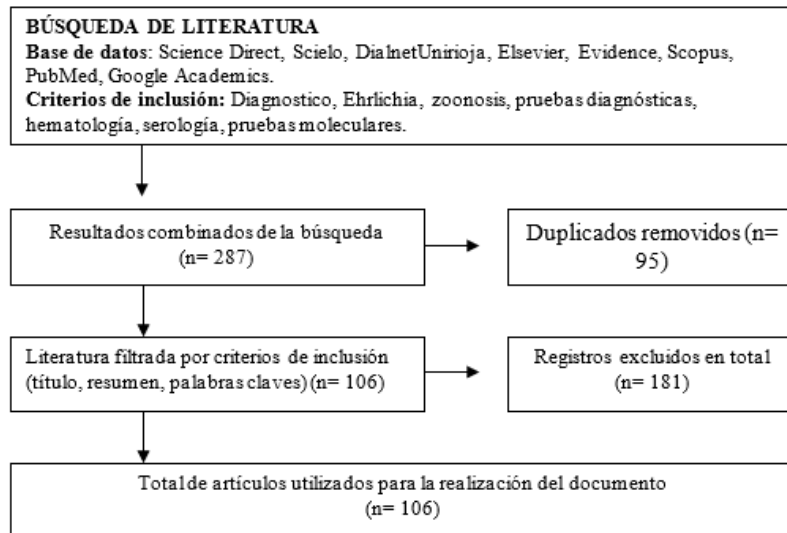 BÚSQUEDA DE LITERATURA
Base de datos: Science Direct, Scielo, DialnetUnirioja, Elsevier, Evidence, Scopus,
PubMed, Google Academics.
Criterios de inclusión: Diagnostico, Ehrlichia, zoonosis, pruebas diagnósticas,
hematología, serología, pruebas moleculares.
Resultados combinados de la búsqueda
(n= 287)
Duplicados removidos (n=
95)
Literatura filtrada por criterios de inclusión
(título, resumen, palabras claves) (n= 106)
Registros excluidos en total
(n= 181)
Total de artículos utilizados para la realización del documento
(n= 106)